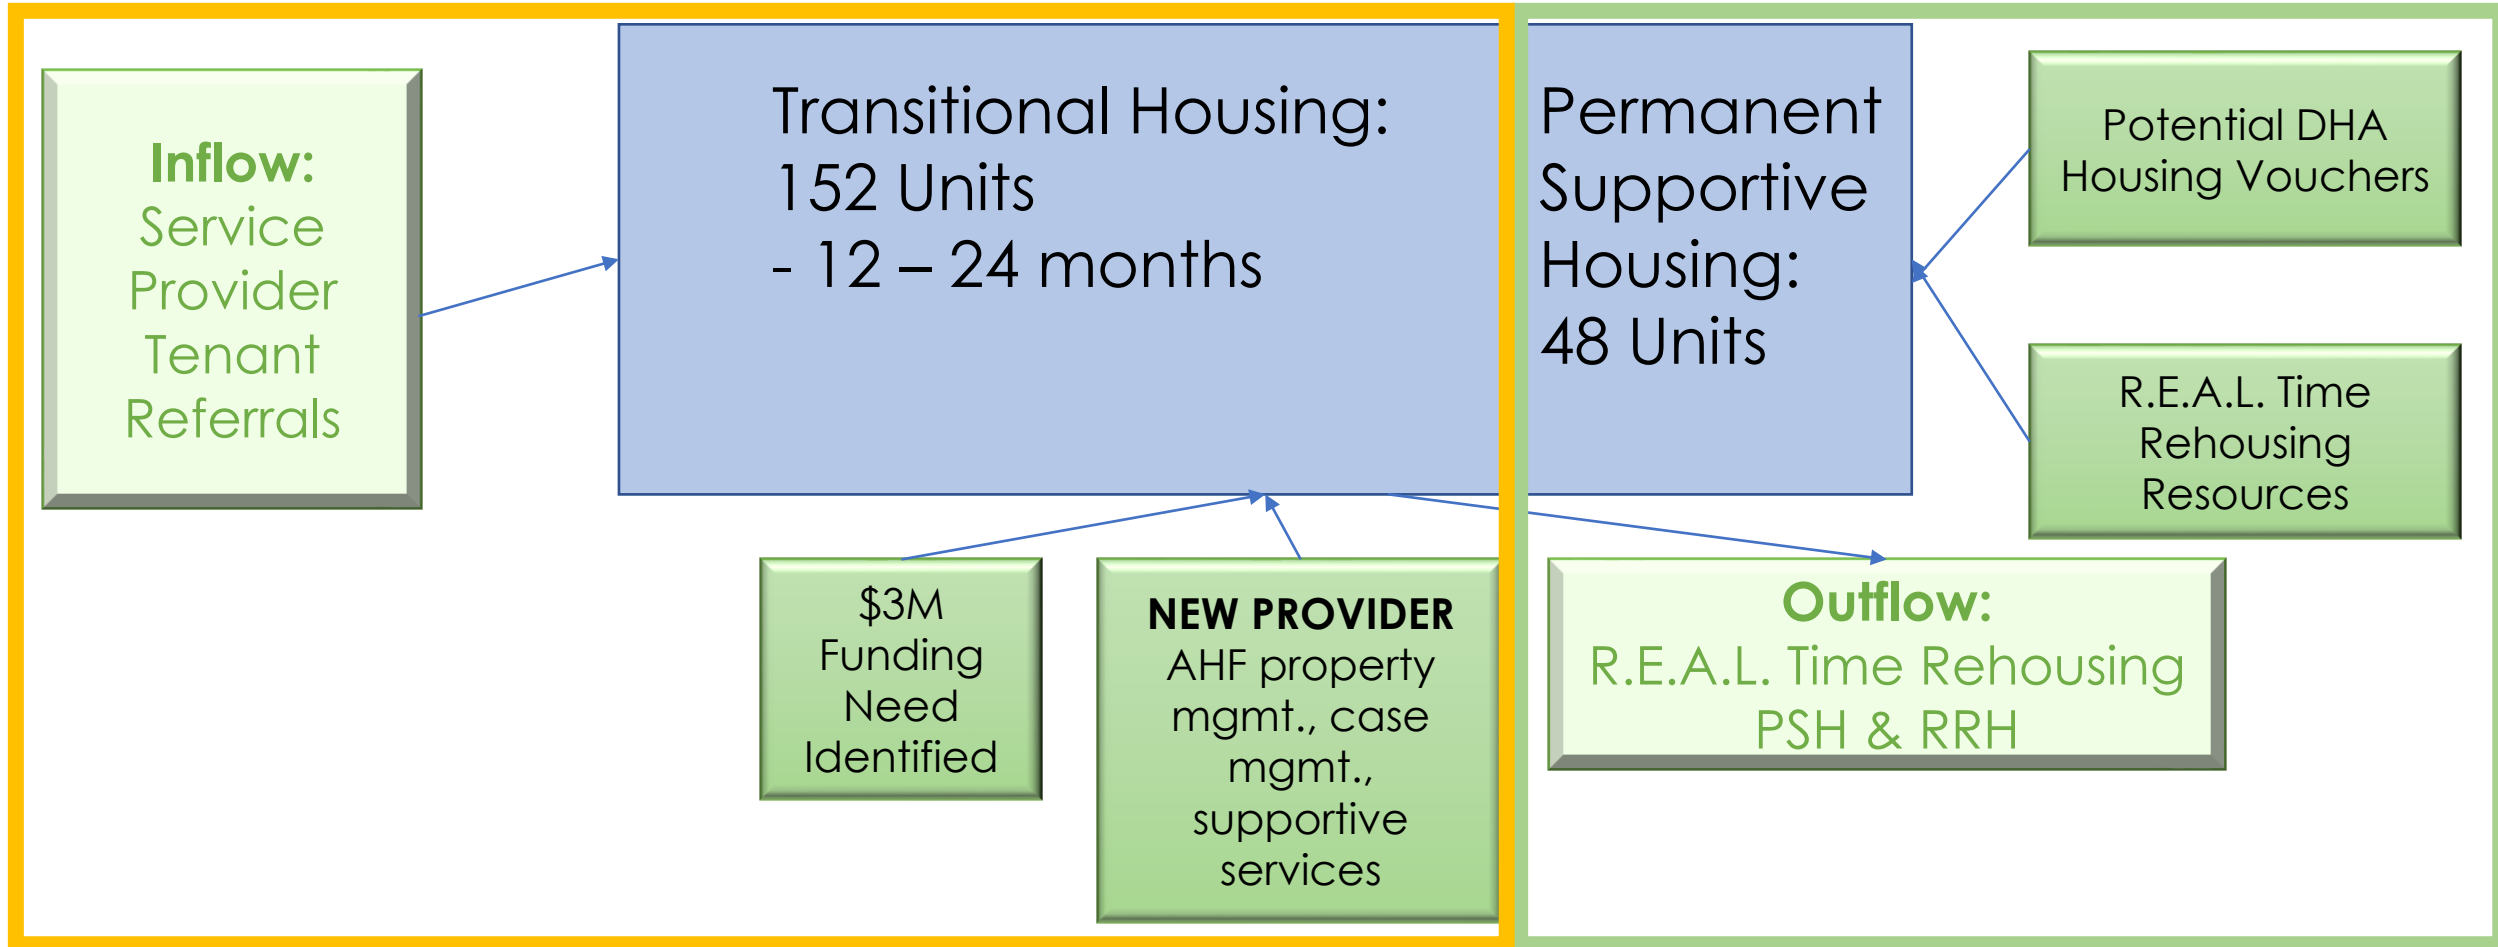 Inflow:
Service
Provider
Tenant
Referrals
Transitional Housing:
152 Units
- 12 – 24 months
Permanent
Supportive
Housing:
48 Units
Potential DHA
Housing Vouchers
R.E.A.L. Time
Rehousing
Resources
$3M
Funding
Need
Identified
NEW PROVIDER
AHF property
mgmt., case
mgmt.,
supportive
services
Outflow:
R.E.A.L. Time Rehousing
PSH & RRH